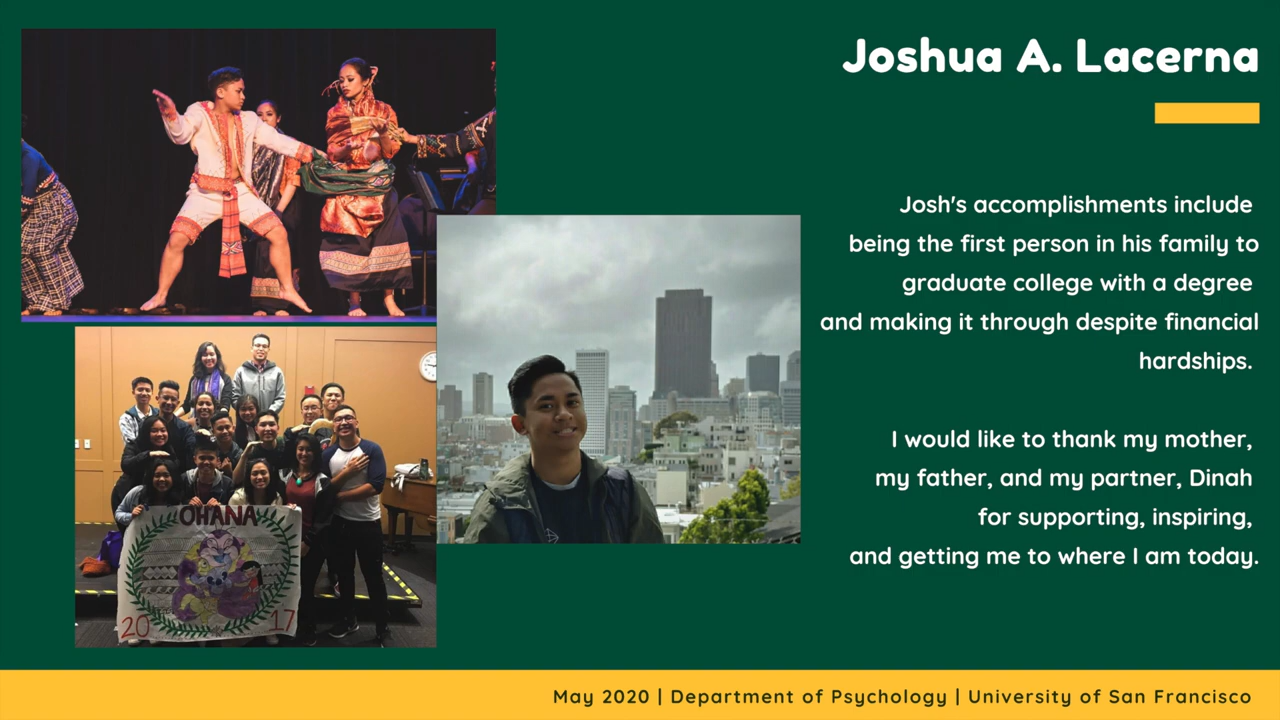 Joshua A. Lacerna
Josh's accomplishments include
being the first person in his family to
graduate college with a degree
and making it through despite financial
hardships.
I would like to thank my mother,
my father, and my partner, Dinah
for supporting, inspiring,
and getting me to where I am today.
OHANA
20 17
May 2020 | Department of Psychology | University of San Francisco